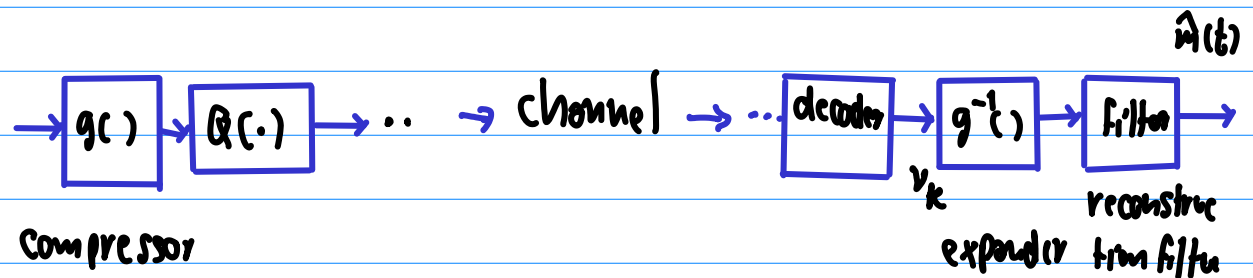 m̂(t)
g( ) Q(·) ·· channel ... decoder g⁻¹( ) filter
v_k
compressor expander reconstruc
tion filter